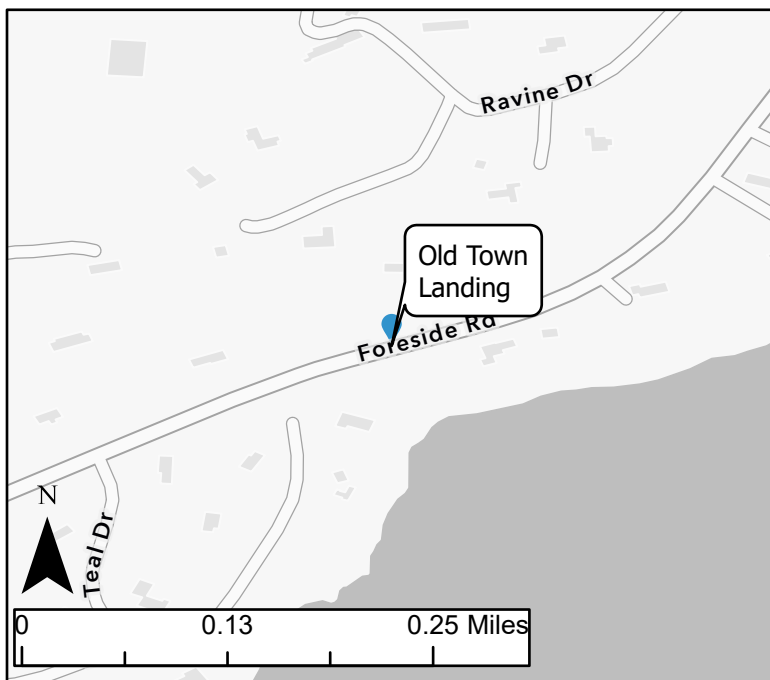 Ravine Dr
Old Town
Landing
Foreside Rd
N
Teal Dr
0 0.13 0.25 Miles